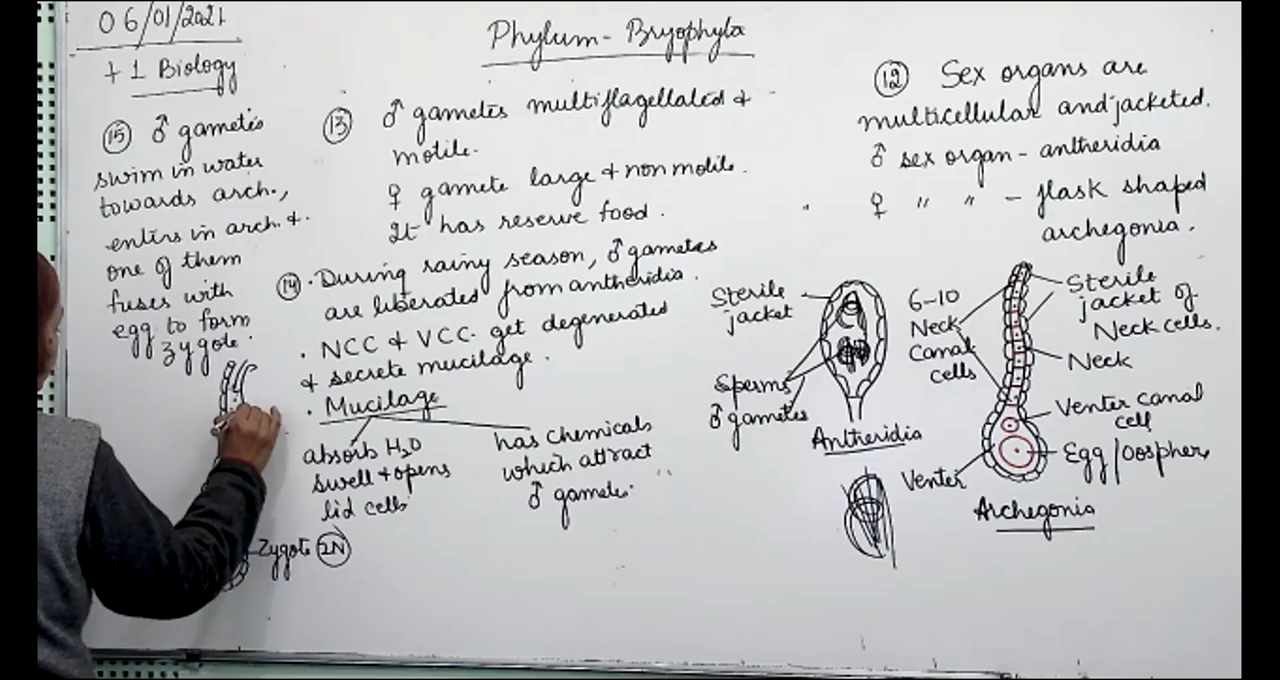 06/01/2021
+1 Biology
Phylum-Bryophyta
(15) ♂ gametes
swim in water
towards arch.,
enters in arch. &
one of them
fuses with
egg to form
zygote.
Zygote (2N)
(13) ♂ gametes multiflagellated &
motile.
♀ gamete large & non motile.
It has reserve food.
(14) · During rainy season, ♂ gametes
are liberated from antheridia.
· NCC & VCC get degenerated
& secrete mucilage.
· Mucilage
absorb H2O
swell & opens
lid cells
has chemicals
which attract
♂ gamete.
(12) Sex organs are
multicellular and jacketed.
♂ sex organ - antheridia
♀ " " - flask shaped
archegonia.
Sterile
jacket
Sperms
♂ gametes
Antheridia
6-10
Neck
Canal
cells
Sterile
jacket of
Neck cells.
Neck
Venter canal
cell
Egg/Oosphere
Venter
Archegonia